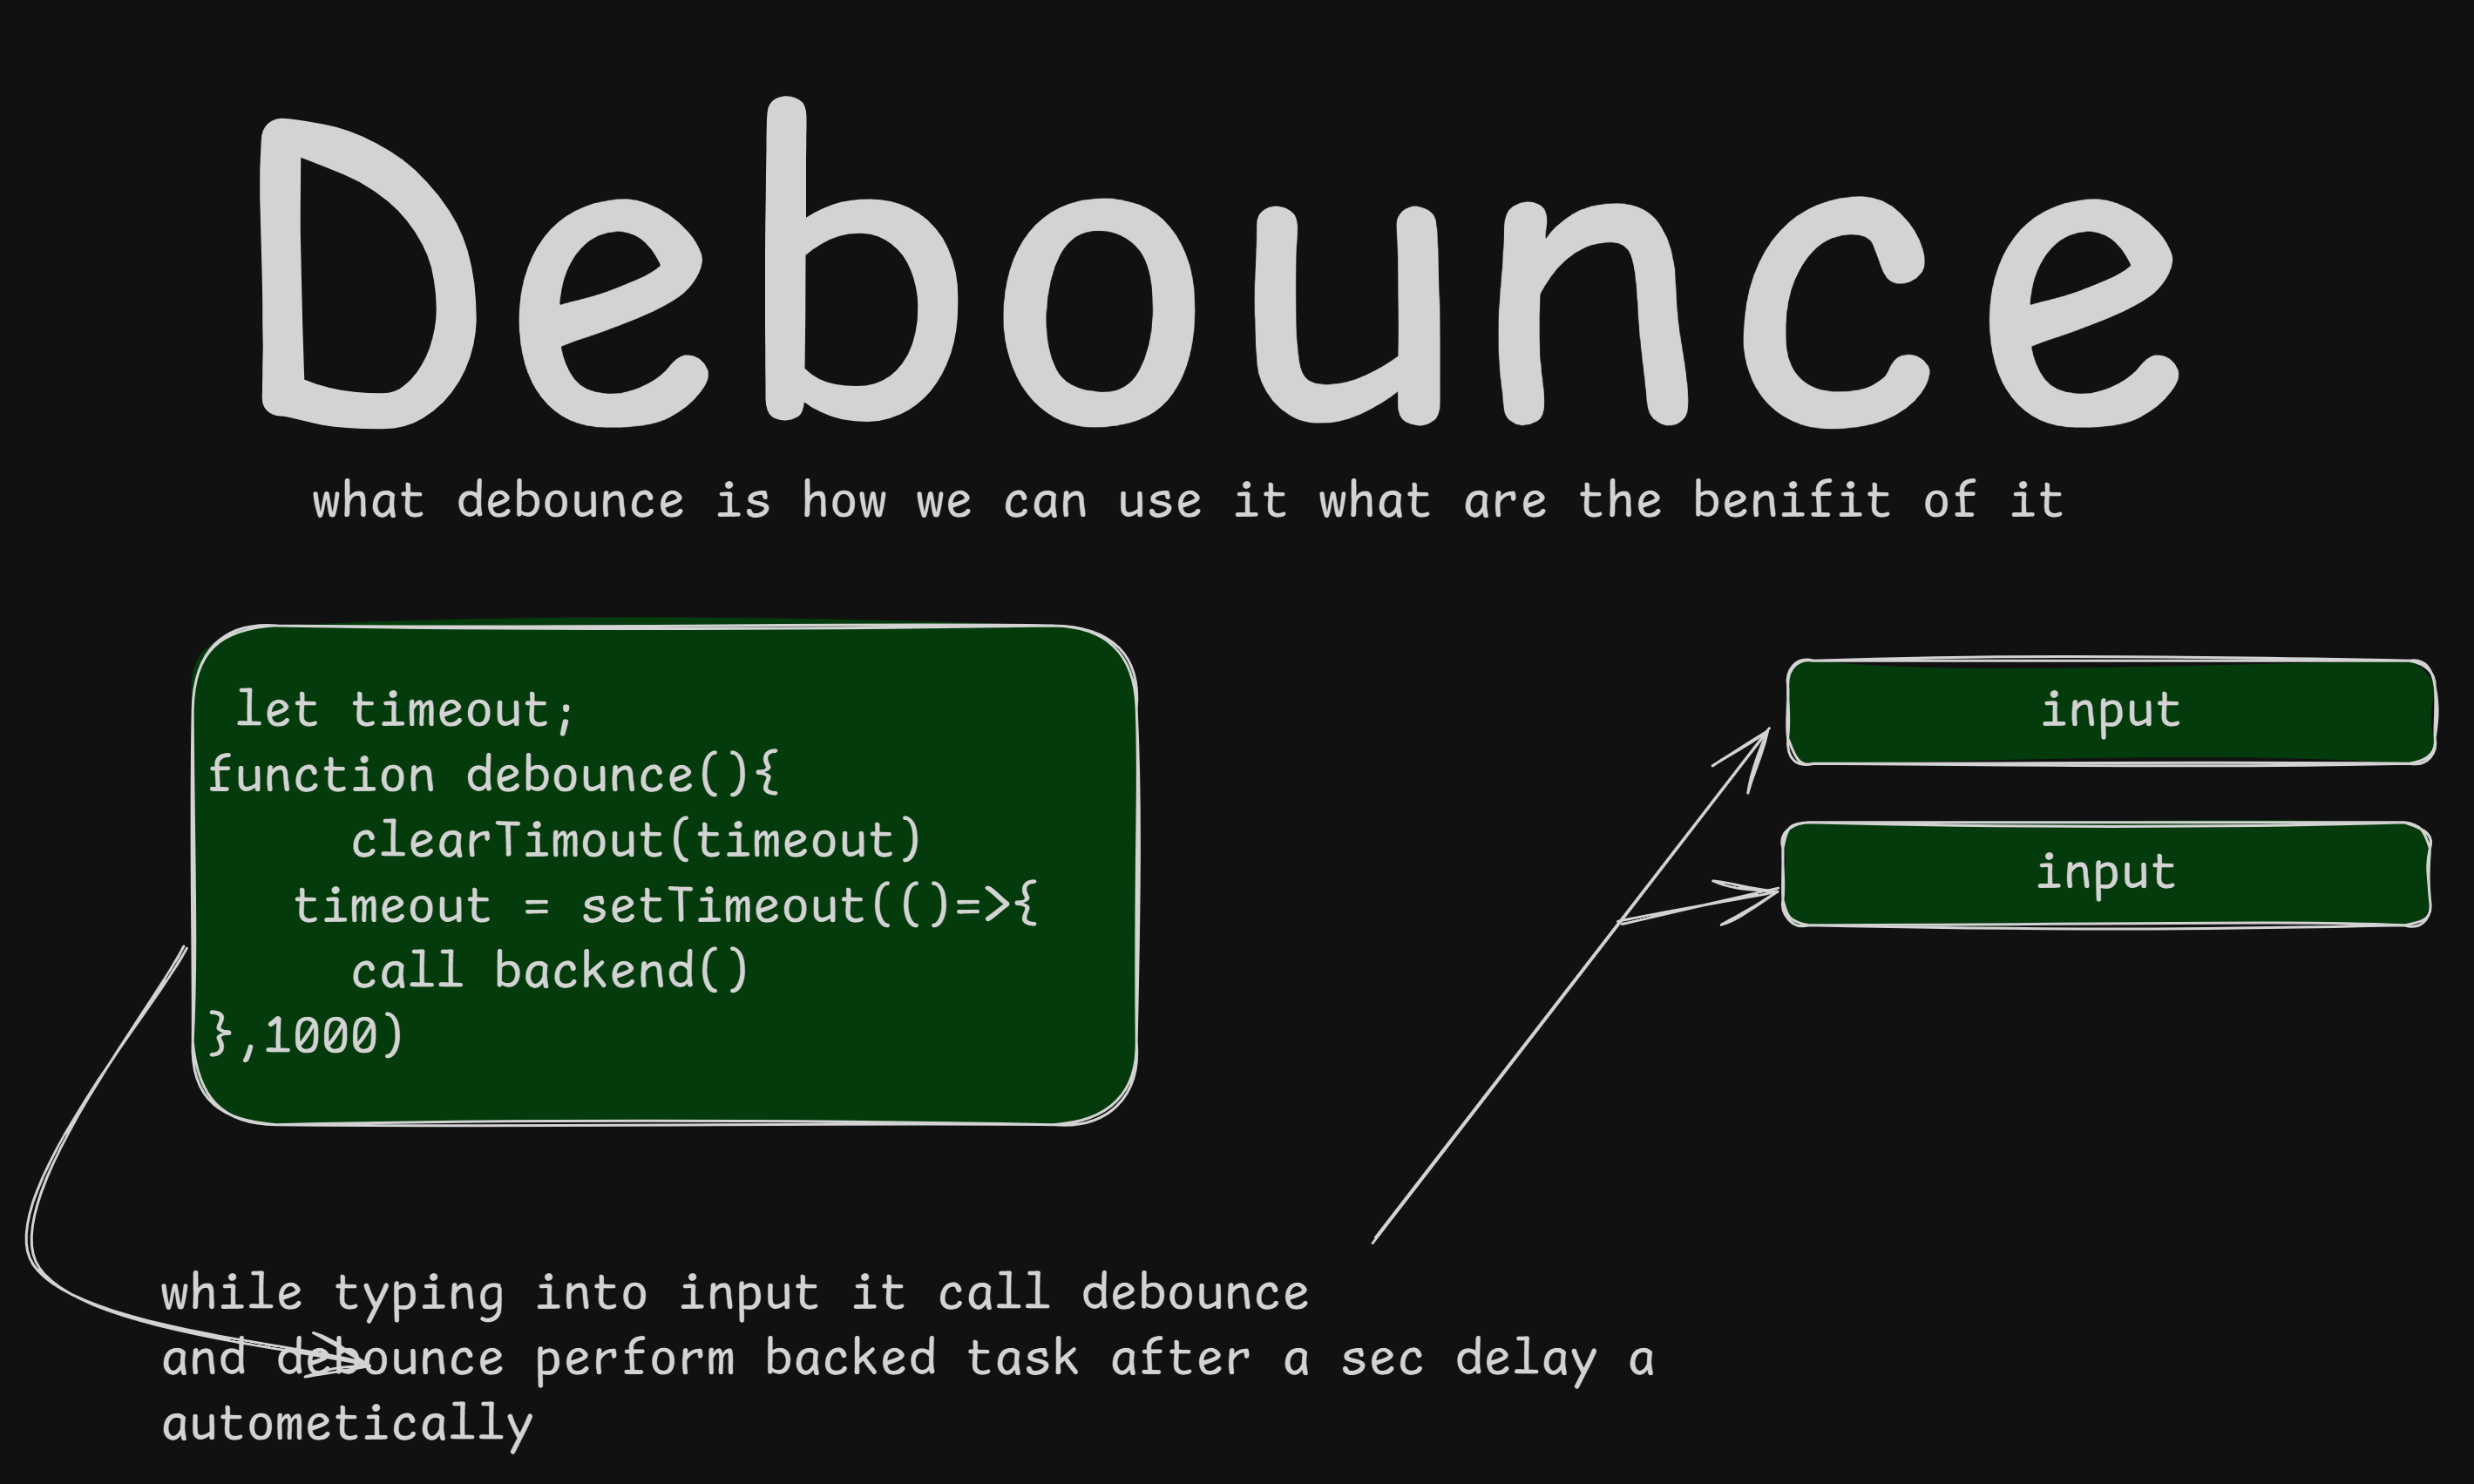 Debounce
what debounce is how we can use it what are the benifit of it
let timeout;
function debounce(){
clearTimout(timeout)
timeout = setTimeout(()=>{
call backend()
},1000)
input
input
while typing into input it call debounce
and debounce perform backed task after a sec delay a
autometically